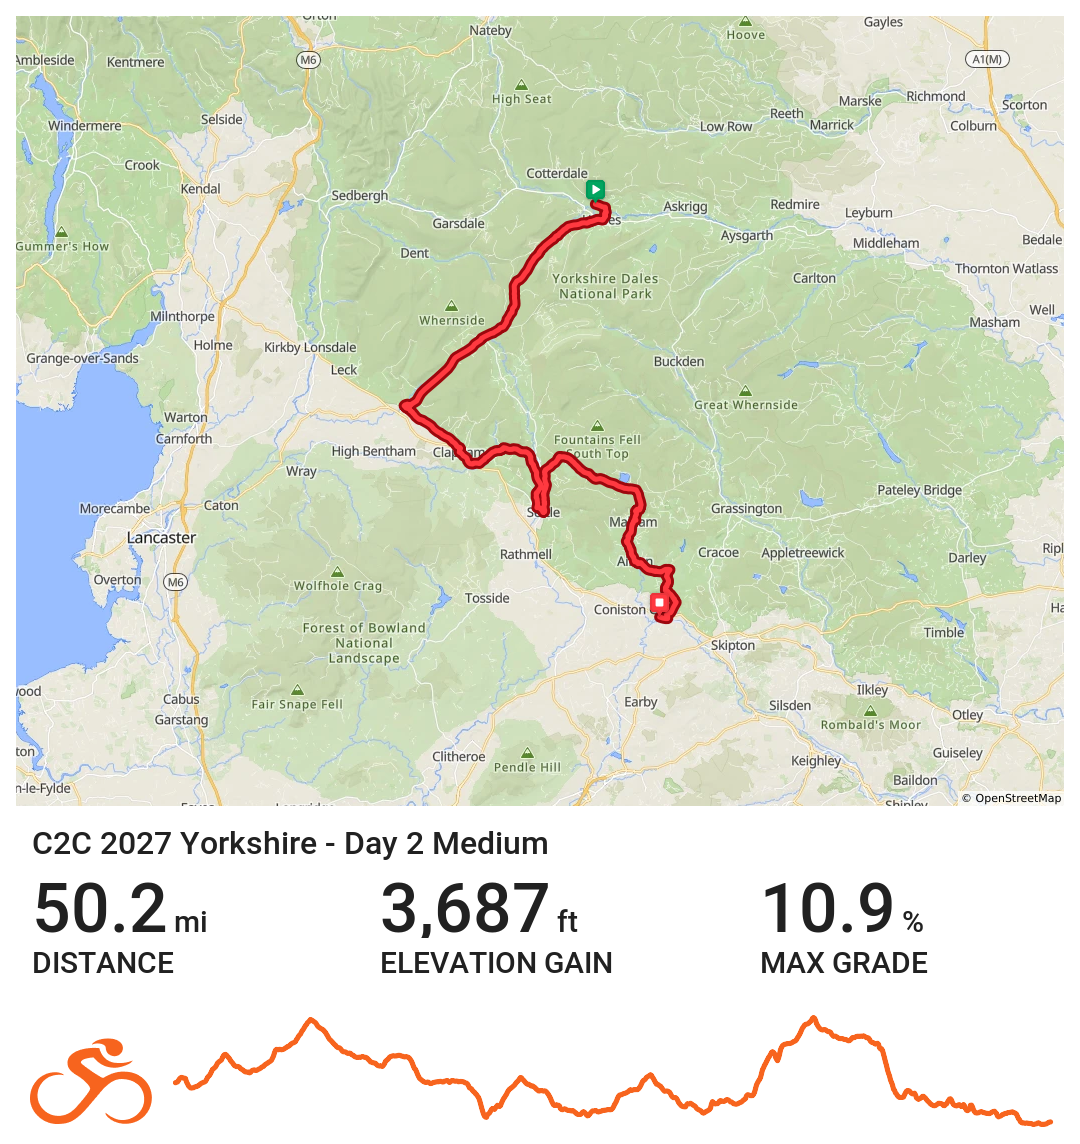 Orton
Nateby
Gayles
Hoove
M6
A1(M)
Ambleside
Kentmere
High Seat
Marske
Richmond
Reeth
Scorton
Windermere
Selside
Low Row
Marrick
Colburn
Crook
Cotterdale
Kendal
Sedbergh
Askrigg
Redmire
Leyburn
Garsdale
Gummer's How
Aysgarth
Middleham
Bedale
Dent
Thornton Watlass
Yorkshire Dales
National Park
Carlton
Well
Milnthorpe
Whernside
Masham
Holme
Kirkby Lonsdale
Grange-over-Sands
Leck
Buckden
Great Whernside
Warton
Carnforth
Fountains Fell
South Top
High Bentham
Wray
Pateley Bridge
Caton
Morecambe
Grassington
Lancaster
Rathmell
Cracoe
Appletreewick
Darley
Overton
M6
Wolfhole Crag
Tosside
Coniston
Forest of Bowland
National
Landscape
Timble
Skipton
Cabus
Fair Snape Fell
Earby
Silsden
Ilkley
Otley
Garstang
Rombald's Moor
Clitheroe
Pendle Hill
Keighley
Guiseley
Baildon
n-le-Fylde
© OpenStreetMap
C2C 2027 Yorkshire - Day 2 Medium
50.2 mi
3,687 ft
10.9 %
DISTANCE
ELEVATION GAIN
MAX GRADE